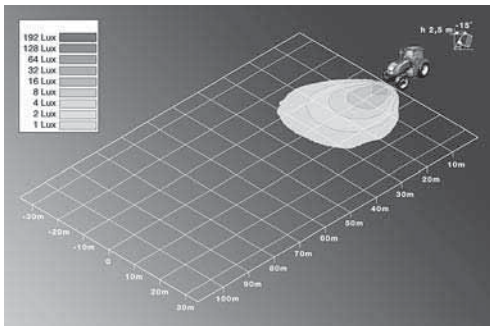 192 Lux
128 Lux
64 Lux
32 Lux
16 Lux
8 Lux
4 Lux
2 Lux
1 Lux
h 2,5 m
-15°
10m
20m
30m
40m
50m
60m
70m
80m
90m
100m
-30m
-20m
-10m
0
10m
20m
30m